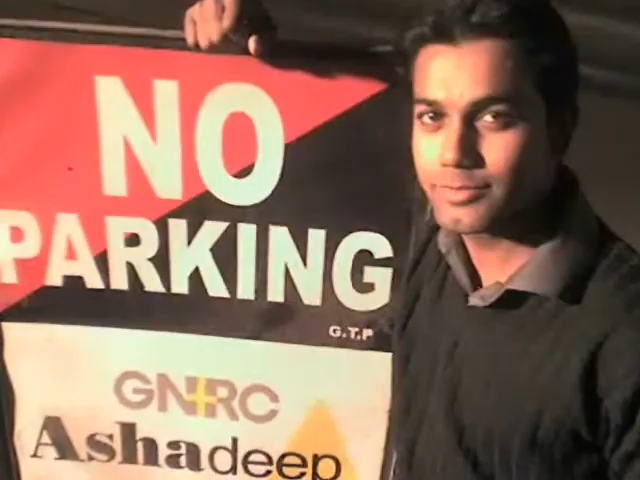 NO
PARKING
G.T.P
GNRC
Ashadeep